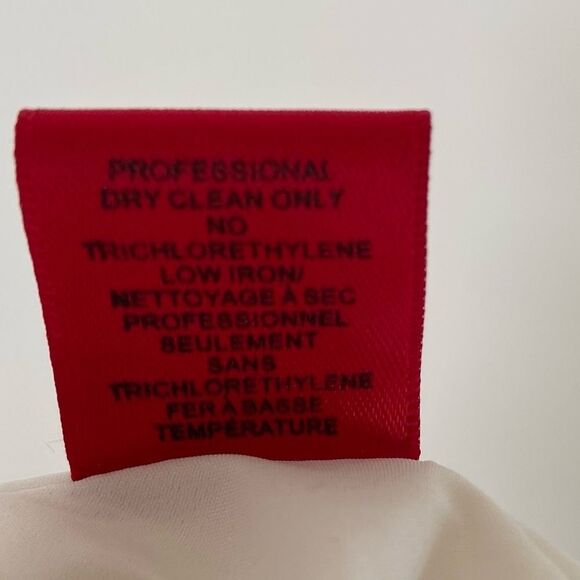 PROFESSIONAL
DRY CLEAN ONLY
NO
TRICHLORETHYLENE
LOW IRON/
NETTOYAGE À SEC
PROFESSIONNEL
SEULEMENT
SANS
TRICHLORETHYLENE
FER À BASSE
TEMPÉRATURE